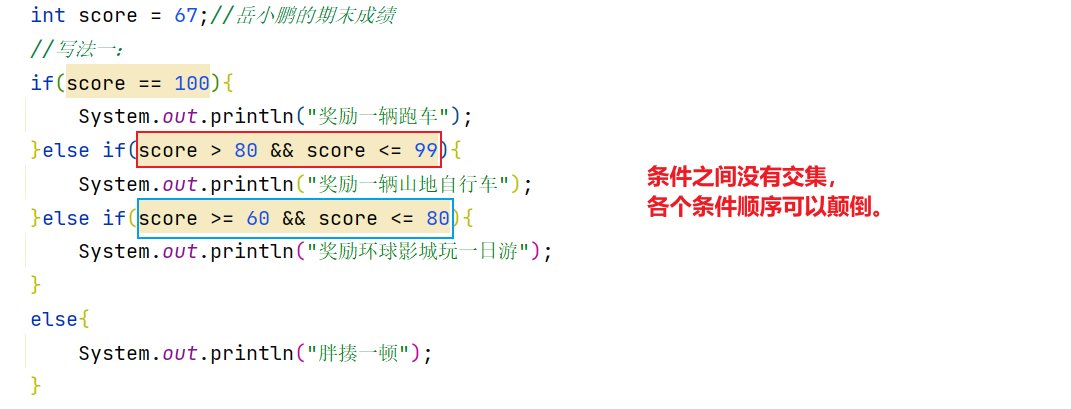 int score = 67;//岳小鹏的期末成绩
//写法一：
if(score == 100){
System.out.println("奖励一辆跑车");
}else if(score > 80 && score <= 99){
System.out.println("奖励一辆山地自行车");
}else if(score >= 60 && score <= 80){
System.out.println("奖励环球影城玩一日游");
}
else{
System.out.println("胖揍一顿");
}
条件之间没有交集，
各个条件顺序可以颠倒。